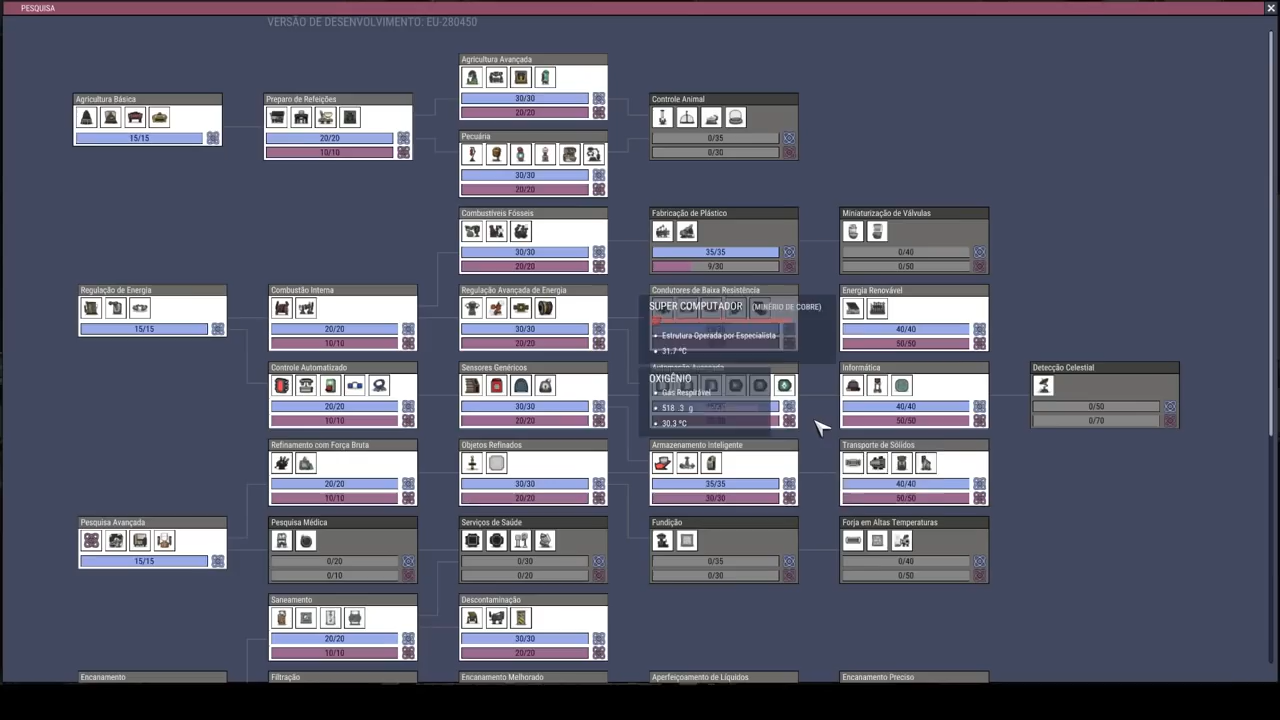 PESQUISA
VERSÃO DE DESENVOLVIMENTO: EU-280450
Agricultura Avançada
30/30
20/20
Agricultura Básica
15/15
Preparo de Refeições
20/20
10/10
Controle Animal
0/35
0/30
Pecuária
30/30
20/20
Combustíveis Fósseis
30/30
20/20
Fabricação de Plástico
35/35
9/30
Miniaturização de Válvulas
0/40
0/50
Regulação de Energia
15/15
Combustão Interna
20/20
10/10
Regulação Avançada de Energia
30/30
20/20
Condutores de Baixa Resistência
SUPER COMPUTADOR (MINÉRIO DE COBRE)
Estrutura Operada por Especialista
31.7 ºC
Energia Renovável
40/40
50/50
Controle Automatizado
20/20
10/10
Sensores Genéricos
30/30
20/20
OXIGÊNIO
Gás Respirável
518 .3 g
30.3 ºC
Informática
40/40
50/50
Detecção Celestial
0/50
0/70
Refinamento com Força Bruta
20/20
10/10
Objetos Refinados
30/30
20/20
Armazenamento Inteligente
35/35
30/30
Transporte de Sólidos
40/40
50/50
Pesquisa Avançada
15/15
Pesquisa Médica
0/20
0/10
Serviços de Saúde
0/30
0/20
Fundição
0/35
0/30
Forja em Altas Temperaturas
0/40
0/50
Saneamento
20/20
10/10
Descontaminação
30/30
20/20
Encanamento
Filtração
Encanamento Melhorado
Aperfeiçoamento de Líquidos
Encanamento Preciso